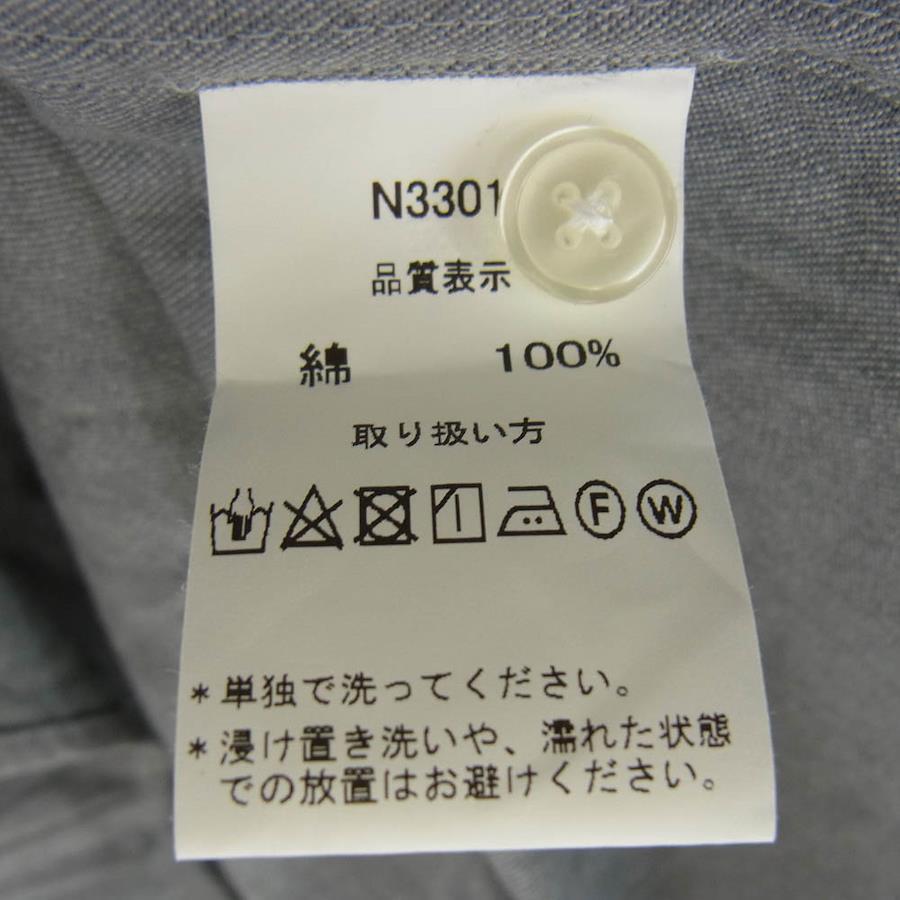 N3301
品質表示
綿 100%
取り扱い方
F W
* 単独で洗ってください。
* 浸け置き洗いや、濡れた状態
での放置はお避けください。